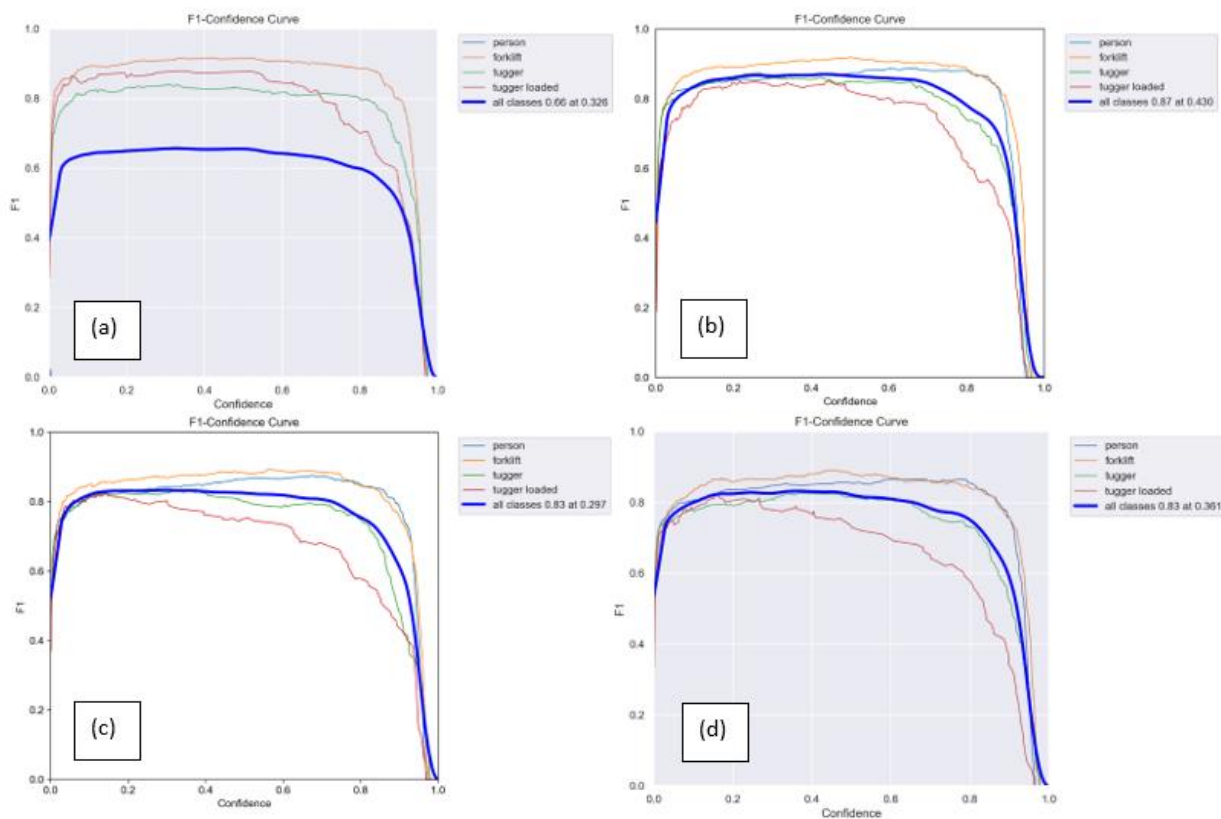 F1-Confidence Curve
1.0
0.8
0.6
0.4
0.2
0.0
F1
0.0 0.2 0.4 0.6 0.8 1.0
Confidence
person
forklift
tugger
tugger loaded
all classes 0.66 at 0.326
(a)
F1-Confidence Curve
1.0
0.8
0.6
0.4
0.2
0.0
F1
0.0 0.2 0.4 0.6 0.8 1.0
Confidence
person
forklift
tugger
tugger loaded
all classes 0.87 at 0.430
(b)
F1-Confidence Curve
1.0
0.8
0.6
0.4
0.2
0.0
F1
0.0 0.2 0.4 0.6 0.8 1.0
Confidence
person
forklift
tugger
tugger loaded
all classes 0.83 at 0.297
(c)
F1-Confidence Curve
1.0
0.8
0.6
0.4
0.2
0.0
F1
0.0 0.2 0.4 0.6 0.8 1.0
Confidence
person
forklift
tugger
tugger loaded
all classes 0.83 at 0.361
(d)